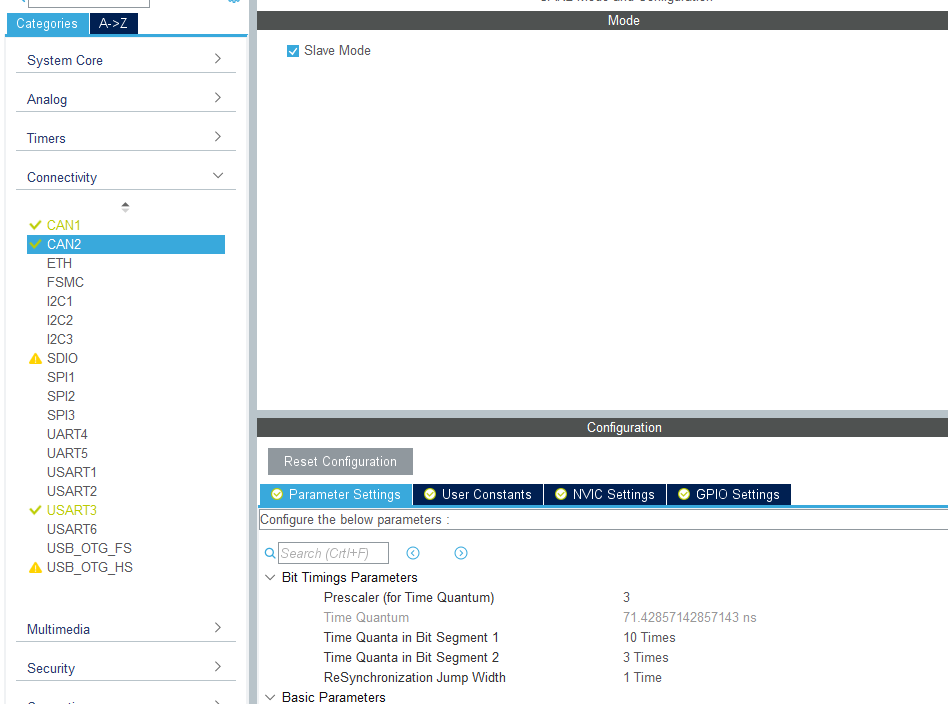 Categories A->Z
System Core
Analog
Timers
Connectivity
CAN1
CAN2
ETH
FSMC
I2C1
I2C2
I2C3
SDIO
SPI1
SPI2
SPI3
UART4
UART5
USART1
USART2
USART3
USART6
USB_OTG_FS
USB_OTG_HS
Multimedia
Security
Mode
Slave Mode
Configuration
Reset Configuration
Parameter Settings User Constants NVIC Settings GPIO Settings
Configure the below parameters :
Search (Crtl+F)
Bit Timings Parameters
Prescaler (for Time Quantum) 3
Time Quantum 71.42857142857143 ns
Time Quanta in Bit Segment 1 10 Times
Time Quanta in Bit Segment 2 3 Times
ReSynchronization Jump Width 1 Time
Basic Parameters